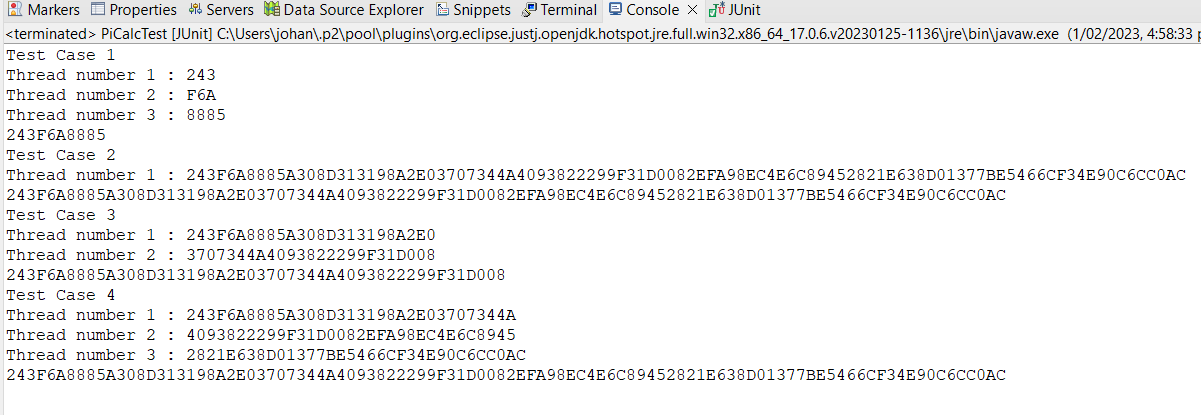 Markers Properties Servers Data Source Explorer Snippets Terminal Console JUnit
<terminated> PiCalcTest [JUnit] C:\Users\johan\.p2\pool\plugins\org.eclipse.justj.openjdk.hotspot.jre.full.win32.x86_64_17.0.6.v20230125-1136\jre\bin\javaw.exe (1/02/2023, 4:58:33 p
Test Case 1
Thread number 1 : 243
Thread number 2 : F6A
Thread number 3 : 8885
243F6A8885
Test Case 2
Thread number 1 : 243F6A8885A308D313198A2E03707344A4093822299F31D0082EFA98EC4E6C89452821E638D01377BE5466CF34E90C6CC0AC
243F6A8885A308D313198A2E03707344A4093822299F31D0082EFA98EC4E6C89452821E638D01377BE5466CF34E90C6CC0AC
Test Case 3
Thread number 1 : 243F6A8885A308D313198A2E0
Thread number 2 : 3707344A4093822299F31D008
243F6A8885A308D313198A2E03707344A4093822299F31D008
Test Case 4
Thread number 1 : 243F6A8885A308D313198A2E03707344A
Thread number 2 : 4093822299F31D0082EFA98EC4E6C8945
Thread number 3 : 2821E638D01377BE5466CF34E90C6CC0AC
243F6A8885A308D313198A2E03707344A4093822299F31D0082EFA98EC4E6C89452821E638D01377BE5466CF34E90C6CC0AC